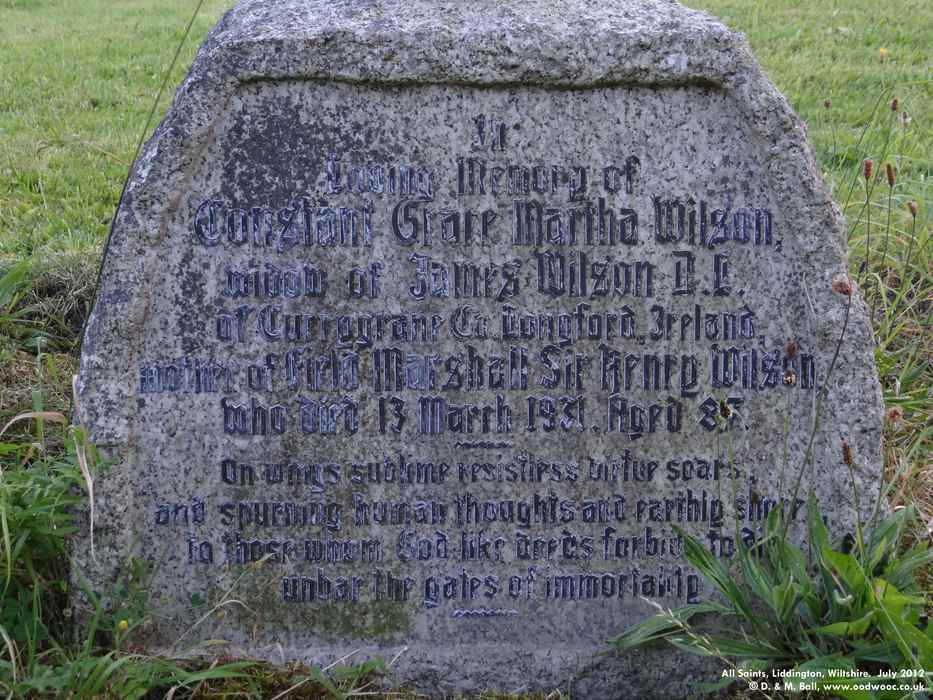 In
Loving Memory of
Constant Grace Martha Wilson,
widow of James Wilson D.L.
of Currygrane Co. Longford, Ireland,
mother of Field Marshall Sir Henry Wilson,
who died 13 March 1931. Aged 87.
On wings sublime resistless virtue soars,
and spurning human thoughts and earthly shore
to those whom God-like deeds forbid to die
unbar the gates of immortality
All Saints, Liddington, Wiltshire, July 2012
© D. & M. Ball, www.oodwooc.co.uk